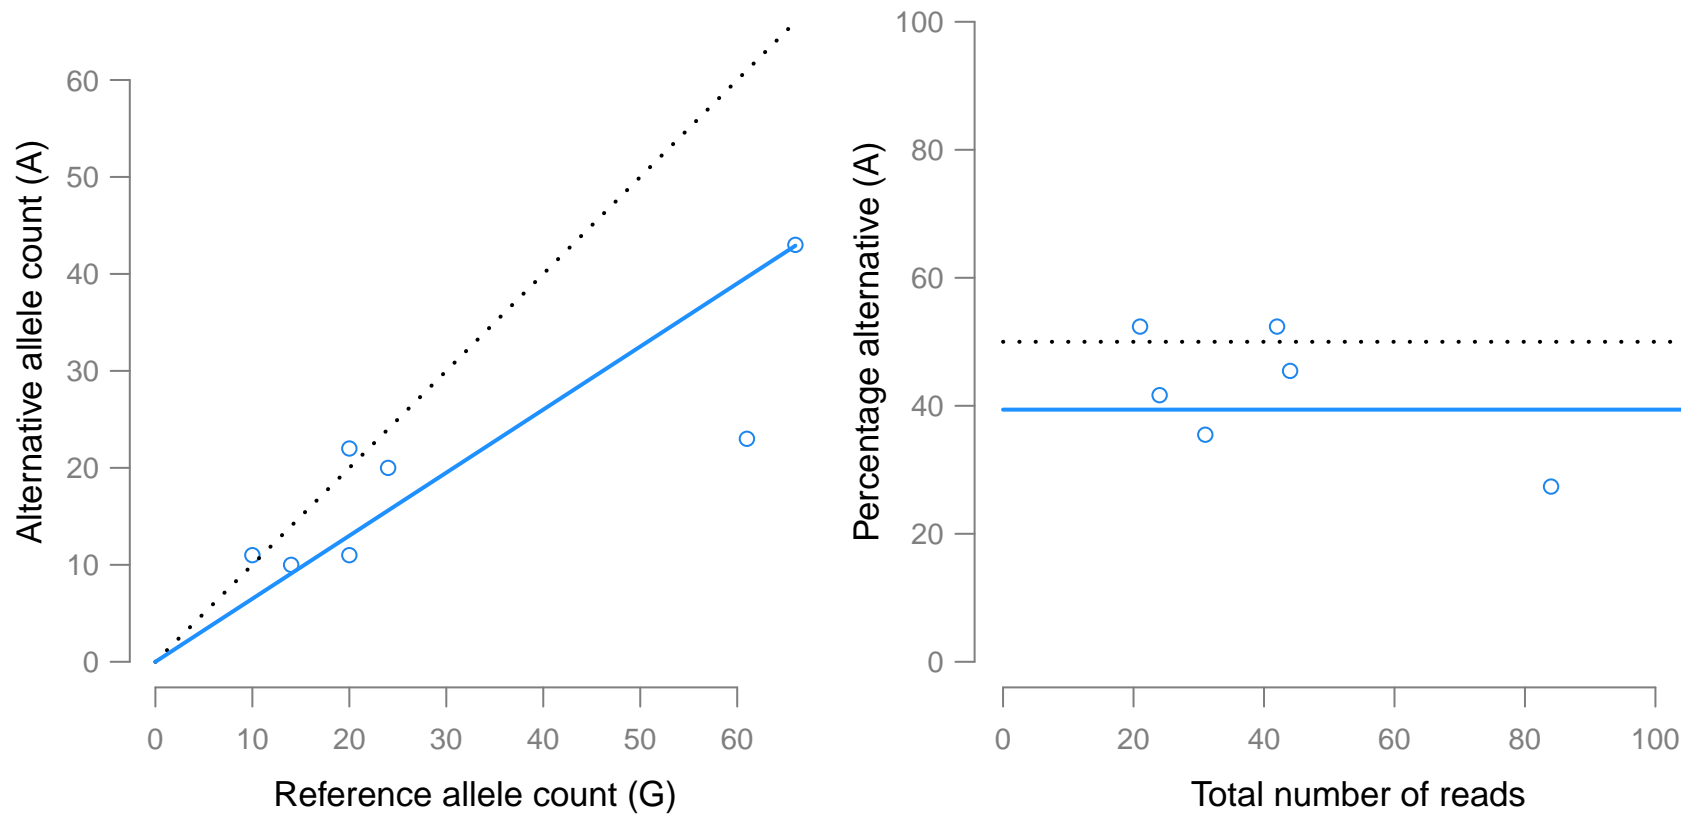 Alternative allele count (A)
60
50
40
30
20
10
0
0 10 20 30 40 50 60
Reference allele count (G)
Percentage alternative (A)
100
80
60
40
20
0
0 20 40 60 80 100
Total number of reads